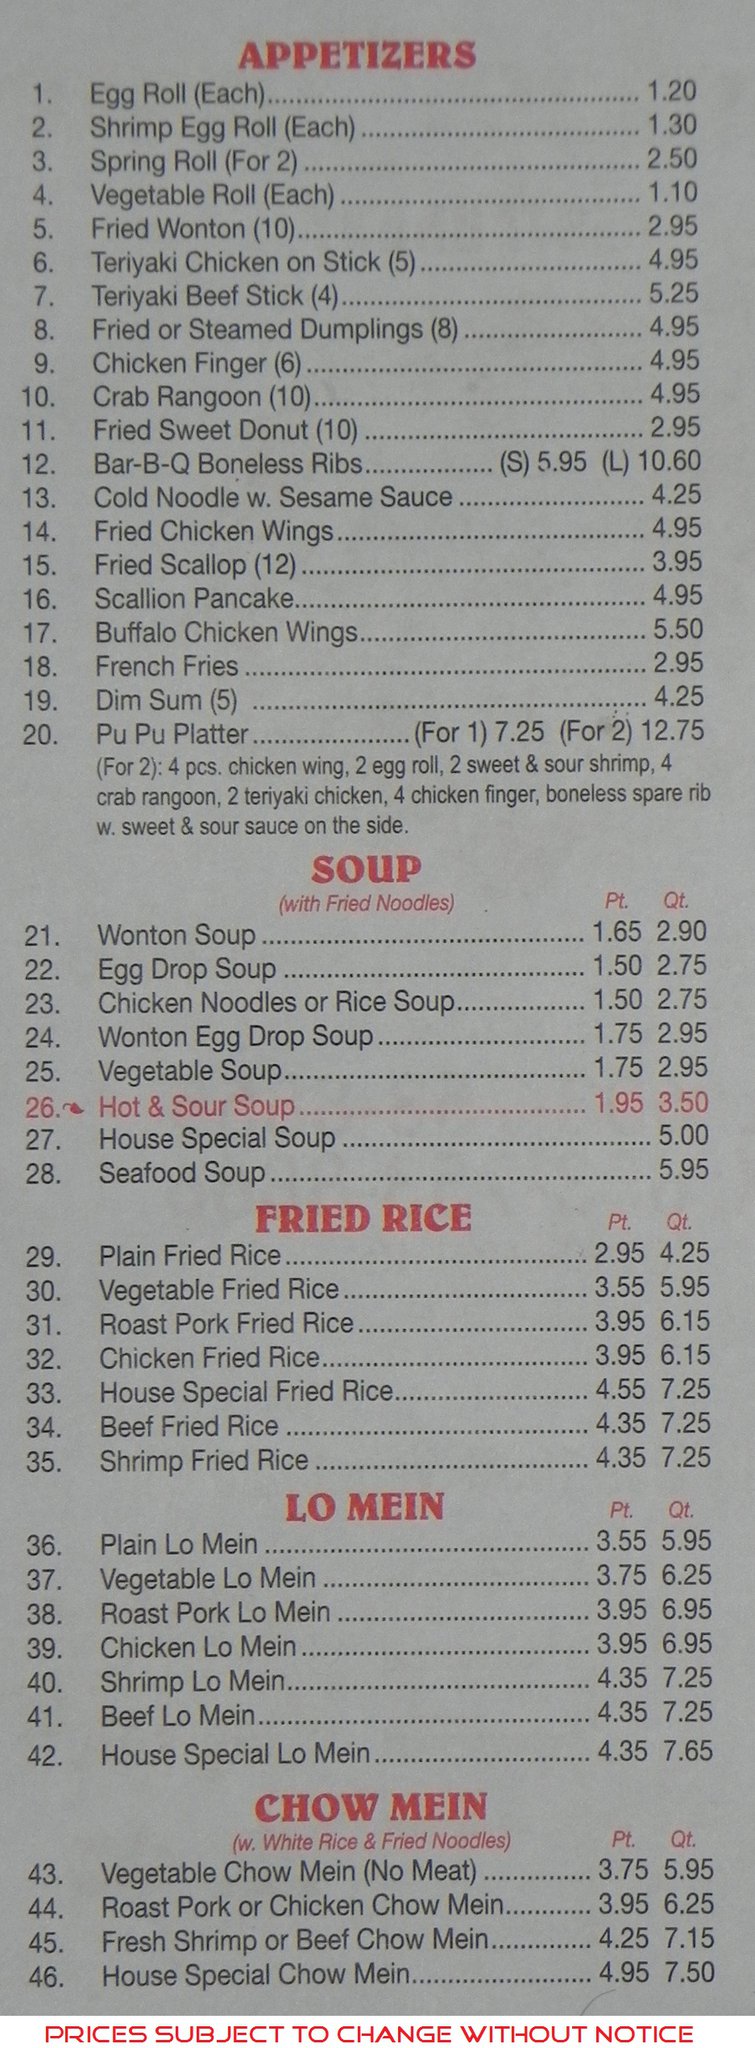 APPETIZERS
1. Egg Roll (Each)........ 1.20
2. Shrimp Egg Roll (Each)........ 1.30
3. Spring Roll (For 2)........ 2.50
4. Vegetable Roll (Each)........ 1.10
5. Fried Wonton (10)........ 2.95
6. Teriyaki Chicken on Stick (5)........ 4.95
7. Teriyaki Beef Stick (4)........ 5.25
8. Fried or Steamed Dumplings (8)........ 4.95
9. Chicken Finger (6)........ 4.95
10. Crab Rangoon (10)........ 4.95
11. Fried Sweet Donut (10)........ 2.95
12. Bar-B-Q Boneless Ribs........ (S) 5.95 (L) 10.60
13. Cold Noodle w. Sesame Sauce........ 4.25
14. Fried Chicken Wings........ 4.95
15. Fried Scallop (12)........ 3.95
16. Scallion Pancake........ 4.95
17. Buffalo Chicken Wings........ 5.50
18. French Fries........ 2.95
19. Dim Sum (5)........ 4.25
20. Pu Pu Platter........ (For 1) 7.25 (For 2) 12.75
(For 2): 4 pcs. chicken wing, 2 egg roll, 2 sweet & sour shrimp, 4
crab rangoon, 2 teriyaki chicken, 4 chicken finger, boneless spare rib
w. sweet & sour sauce on the side.
SOUP
(with Fried Noodles) Pt. Qt.
21. Wonton Soup........ 1.65 2.90
22. Egg Drop Soup........ 1.50 2.75
23. Chicken Noodles or Rice Soup........ 1.50 2.75
24. Wonton Egg Drop Soup........ 1.75 2.95
25. Vegetable Soup........ 1.75 2.95
26. Hot & Sour Soup........ 1.95 3.50
27. House Special Soup........ 5.00
28. Seafood Soup........ 5.95
FRIED RICE Pt. Qt.
29. Plain Fried Rice........ 2.95 4.25
30. Vegetable Fried Rice........ 3.55 5.95
31. Roast Pork Fried Rice........ 3.95 6.15
32. Chicken Fried Rice........ 3.95 6.15
33. House Special Fried Rice........ 4.55 7.25
34. Beef Fried Rice........ 4.35 7.25
35. Shrimp Fried Rice........ 4.35 7.25
LO MEIN Pt. Qt.
36. Plain Lo Mein........ 3.55 5.95
37. Vegetable Lo Mein........ 3.75 6.25
38. Roast Pork Lo Mein........ 3.95 6.95
39. Chicken Lo Mein........ 3.95 6.95
40. Shrimp Lo Mein........ 4.35 7.25
41. Beef Lo Mein........ 4.35 7.25
42. House Special Lo Mein........ 4.35 7.65
CHOW MEIN
(w. White Rice & Fried Noodles) Pt. Qt.
43. Vegetable Chow Mein (No Meat)........ 3.75 5.95
44. Roast Pork or Chicken Chow Mein........ 3.95 6.25
45. Fresh Shrimp or Beef Chow Mein........ 4.25 7.15
46. House Special Chow Mein........ 4.95 7.50
PRICES SUBJECT TO CHANGE WITHOUT NOTICE